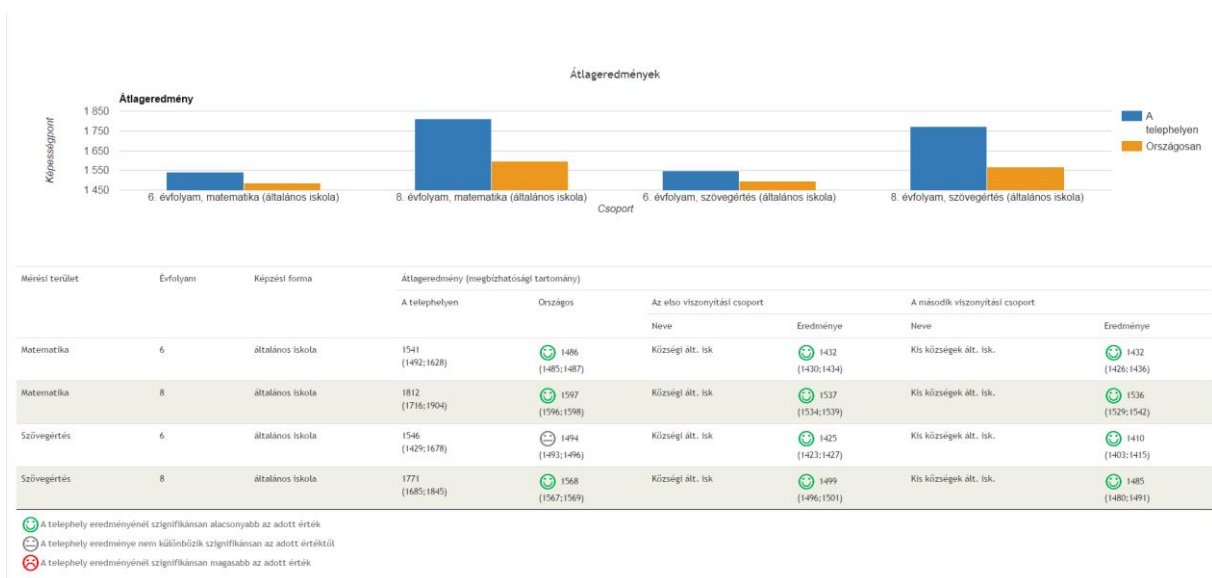 Átlageredmények
Átlageredmény
Képességpont
1 850
1 750
1 650
1 550
1 450
A telephelyen
Országosan
6. évfolyam, matematika (általános iskola)
8. évfolyam, matematika (általános iskola)
6. évfolyam, szövegértés (általános iskola)
8. évfolyam, szövegértés (általános iskola)
Csoport
Mérési terület Évfolyam Képzési forma Átlageredmény (megbízhatósági tartomány)
A telephelyen Országos Az elso viszonyítási csoport A második viszonyítási csoport
Neve Eredménye Neve Eredménye
Matematika 6 általános iskola 1541 1486 Községi ált. isk 1432 Kis községek ált. isk. 1432
(1492;1628) (1485;1487) (1430;1434) (1426;1436)
Matematika 8 általános iskola 1812 1597 Községi ált. isk 1537 Kis községek ált. isk. 1536
(1716;1904) (1596;1598) (1534;1539) (1529;1542)
Szövegértés 6 általános iskola 1546 1494 Községi ált. isk 1425 Kis községek ált. isk. 1410
(1429;1678) (1493;1496) (1423;1427) (1403;1415)
Szövegértés 8 általános iskola 1771 1568 Községi ált. isk 1499 Kis községek ált. isk. 1485
(1685;1845) (1567;1569) (1496;1501) (1480;1491)
A telephely eredményénél szignifikánsan alacsonyabb az adott érték
A telephely eredménye nem különbözik szignifikánsan az adott értéktől
A telephely eredményénél szignifikánsan magasabb az adott érték